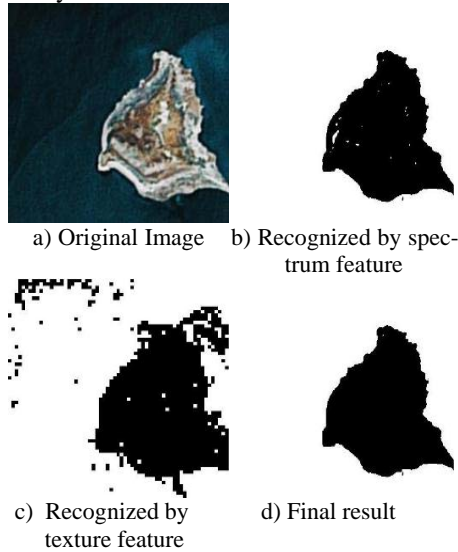 a) Original Image
b) Recognized by spec-
trum feature
c) Recognized by
texture feature
d) Final result